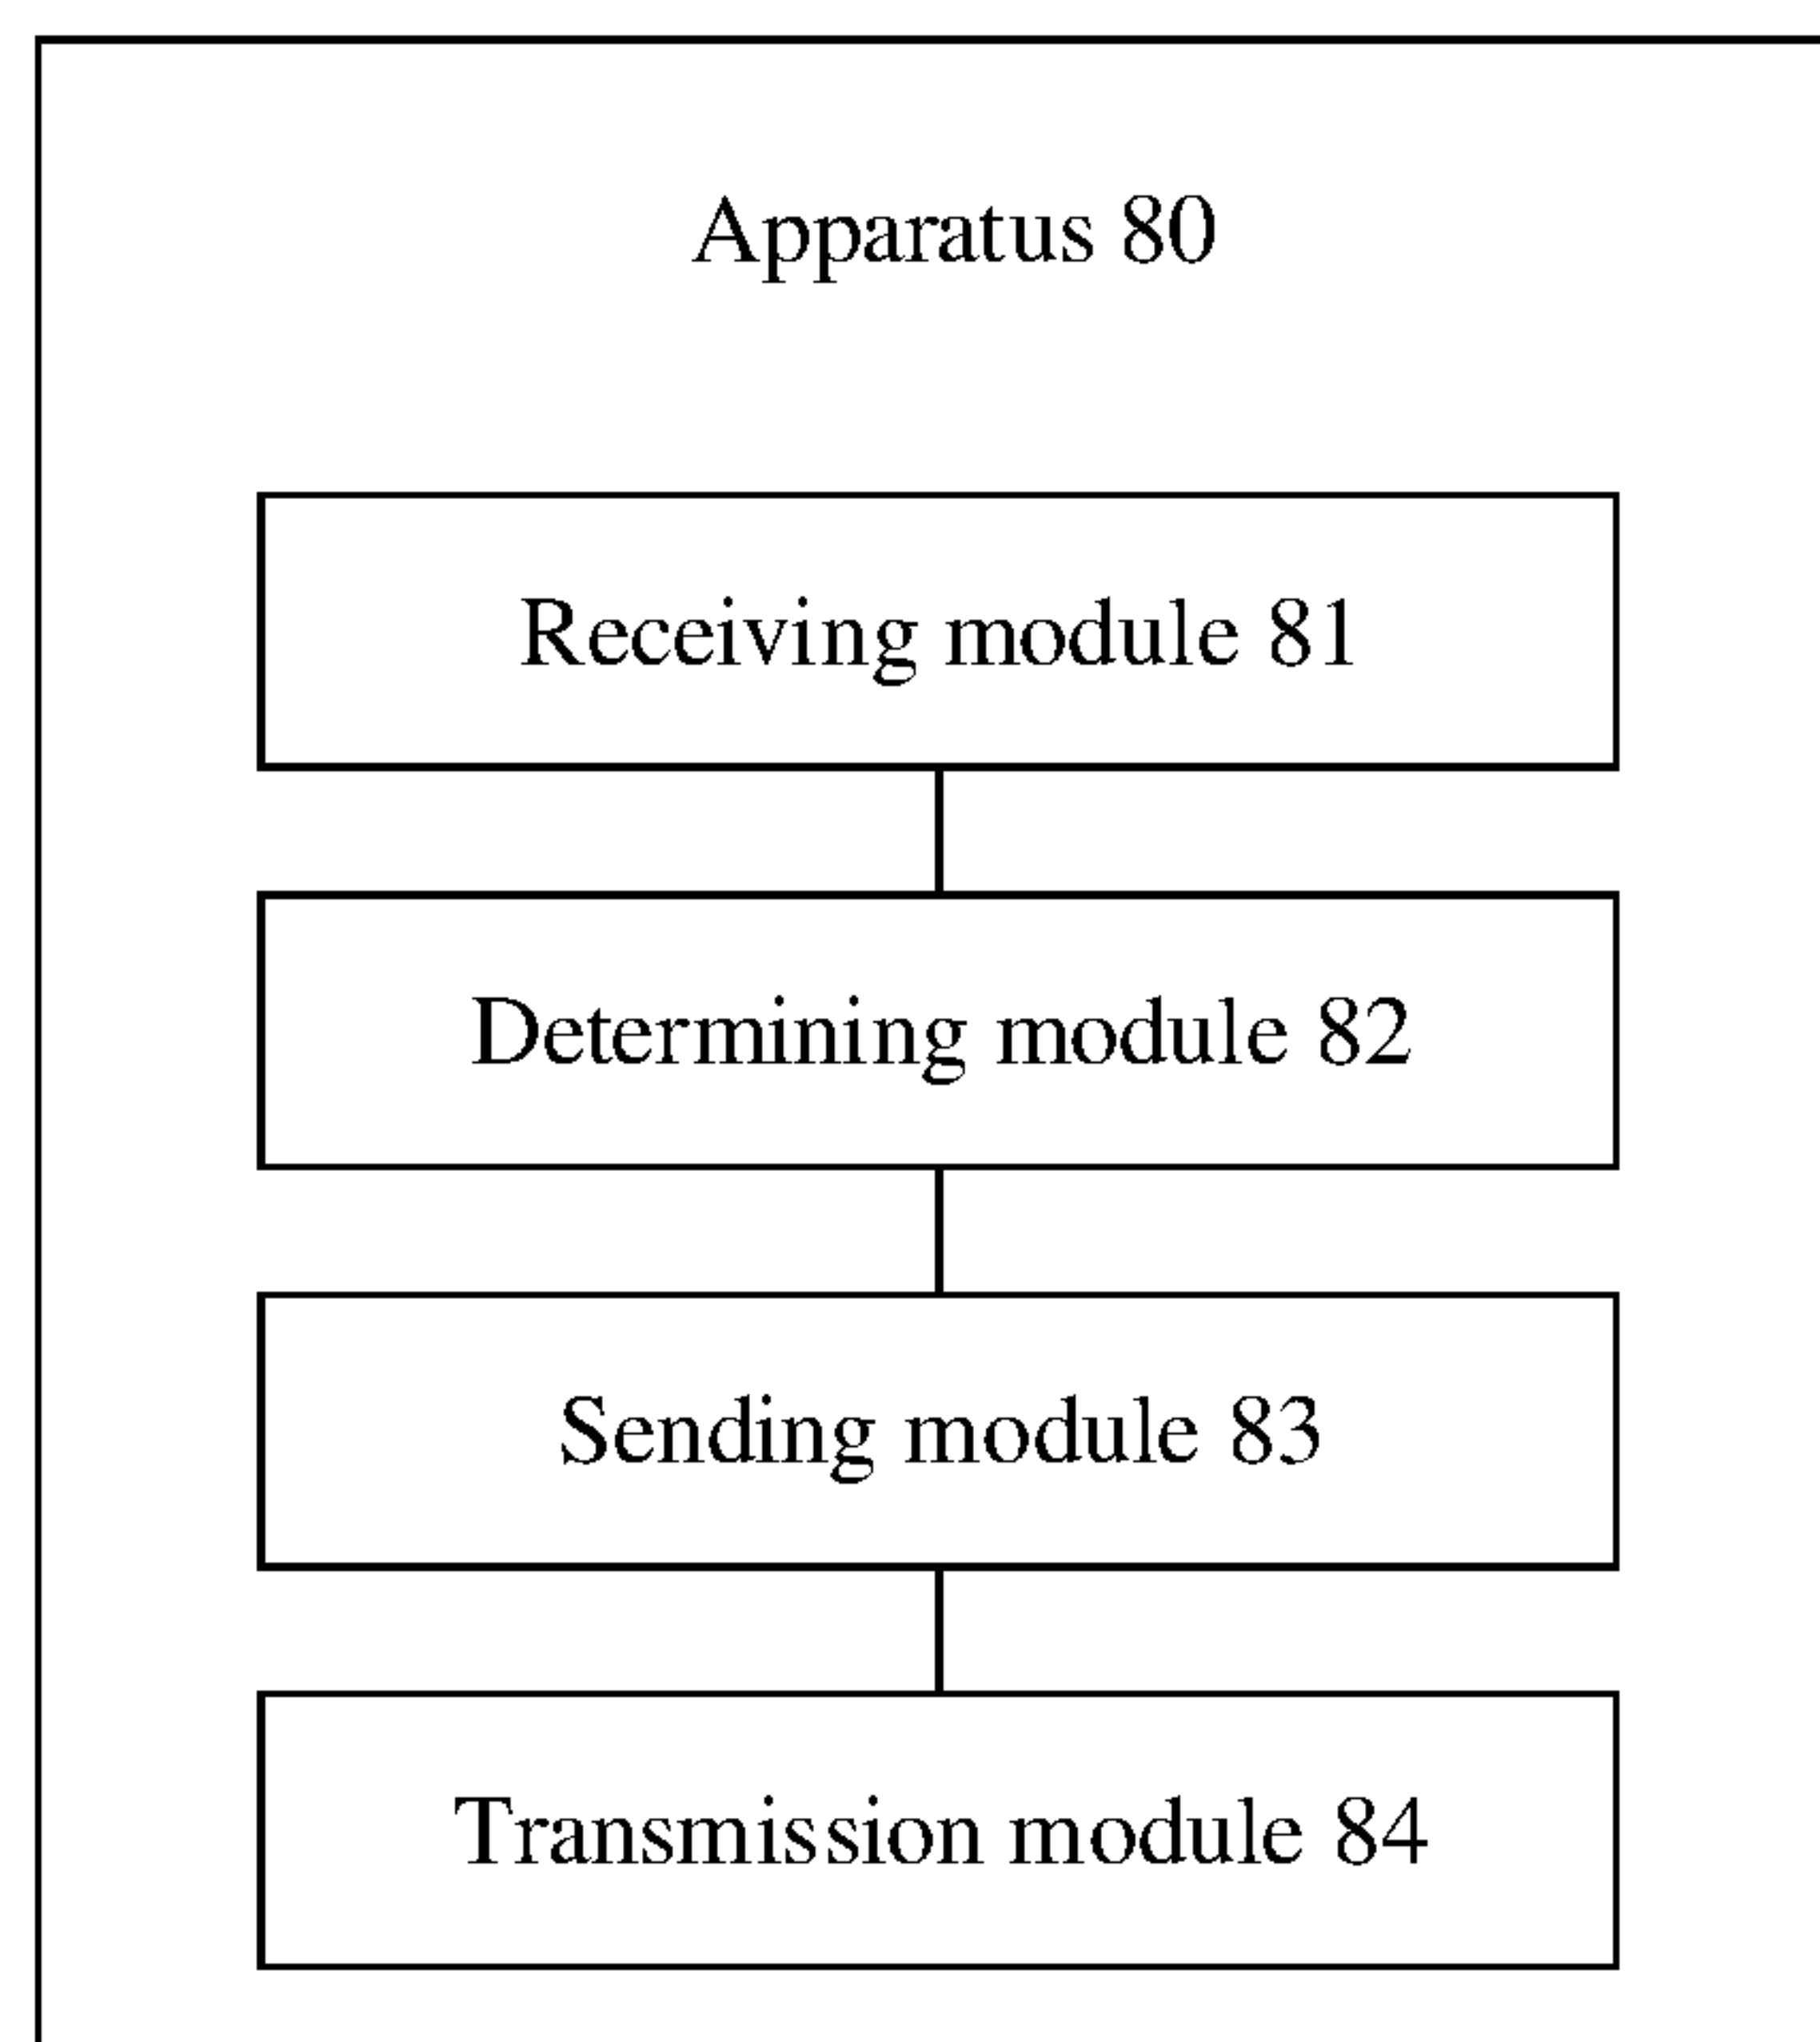 Apparatus 80
Receiving module 81
Determining module 82
Sending module 83
Transmission module 84